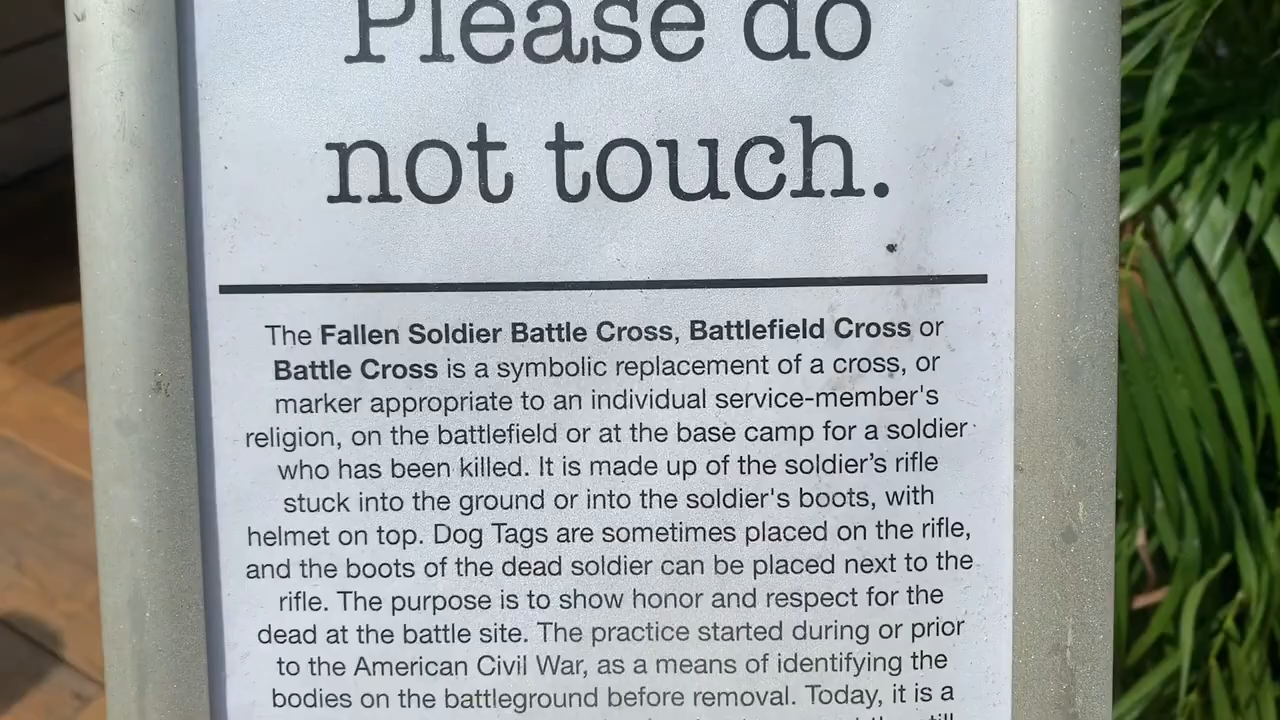 Please do
not touch.
The Fallen Soldier Battle Cross, Battlefield Cross or
Battle Cross is a symbolic replacement of a cross, or
marker appropriate to an individual service-member's
religion, on the battlefield or at the base camp for a soldier
who has been killed. It is made up of the soldier’s rifle
stuck into the ground or into the soldier's boots, with
helmet on top. Dog Tags are sometimes placed on the rifle,
and the boots of the dead soldier can be placed next to the
rifle. The purpose is to show honor and respect for the
dead at the battle site. The practice started during or prior
to the American Civil War, as a means of identifying the
bodies on the battleground before removal. Today, it is a